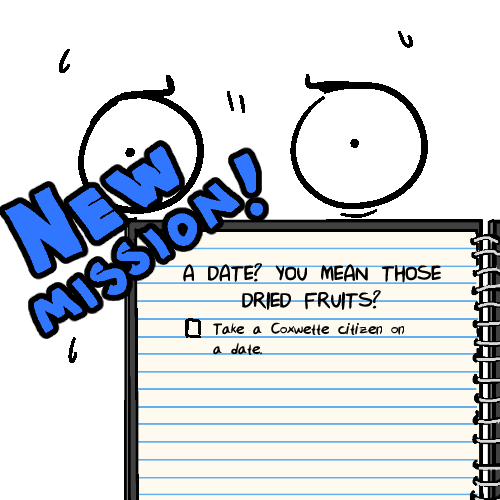 NEW
MISSION!
A DATE? YOU MEAN THOSE
DRIED FRUITS?
Take a Coxwette citizen on
a date.